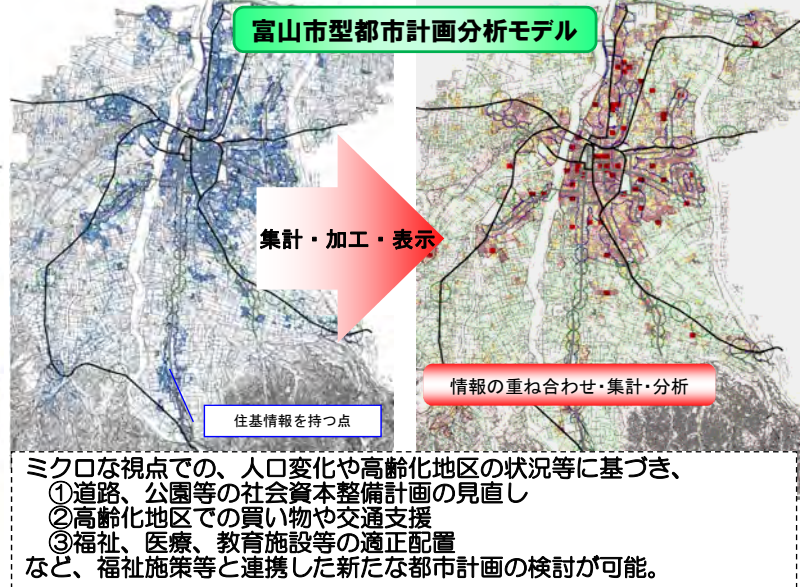 富山市型都市計画分析モデル
集計・加工・表示
住基情報を持つ点
情報の重ね合わせ・集計・分析
ミクロな視点での、人口変化や高齢化地区の状況等に基づき、
①道路、公園等の社会資本整備計画の見直し
②高齢化地区での買い物や交通支援
③福祉、医療、教育施設等の適正配置
など、福祉施策等と連携した新たな都市計画の検討が可能。